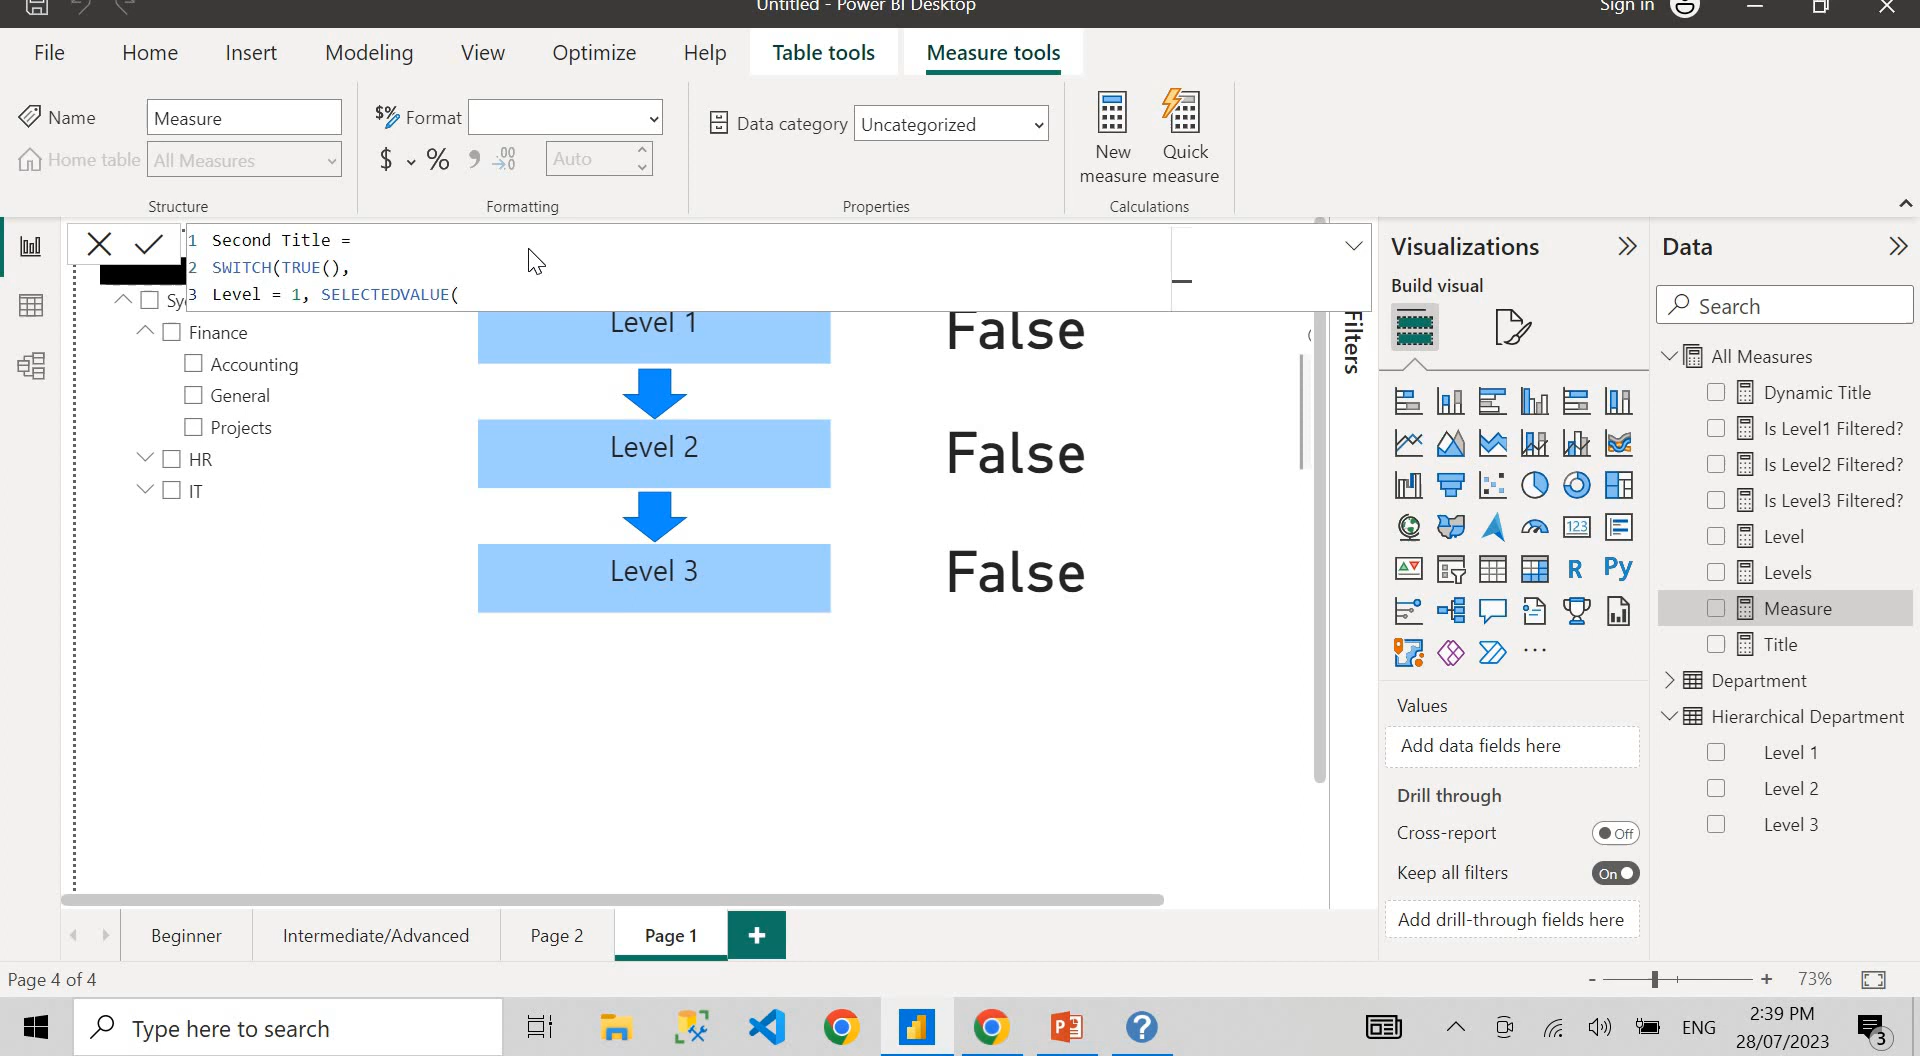 Untitled - Power BI Desktop
Sign in
File
Home
Insert
Modeling
View
Optimize
Help
Table tools
Measure tools
Name
Measure
Home table
All Measures
Structure
Format
$
%
Auto
Formatting
Data category
Uncategorized
Properties
New measure
Quick measure
Calculations
1 Second Title =
2 SWITCH(TRUE(),
3 Level = 1, SELECTEDVALUE(
Finance
Accounting
General
Projects
HR
IT
Level 1
False
Level 2
False
Level 3
False
Filters
Visualizations
Build visual
123
R
Py
Values
Add data fields here
Drill through
Cross-report
Off
Keep all filters
On
Add drill-through fields here
Data
Search
All Measures
Dynamic Title
Is Level1 Filtered?
Is Level2 Filtered?
Is Level3 Filtered?
Level
Levels
Measure
Title
Department
Hierarchical Department
Level 1
Level 2
Level 3
Beginner
Intermediate/Advanced
Page 2
Page 1
+
Page 4 of 4
- + 73%
Type here to search
ENG
2:39 PM
28/07/2023
3